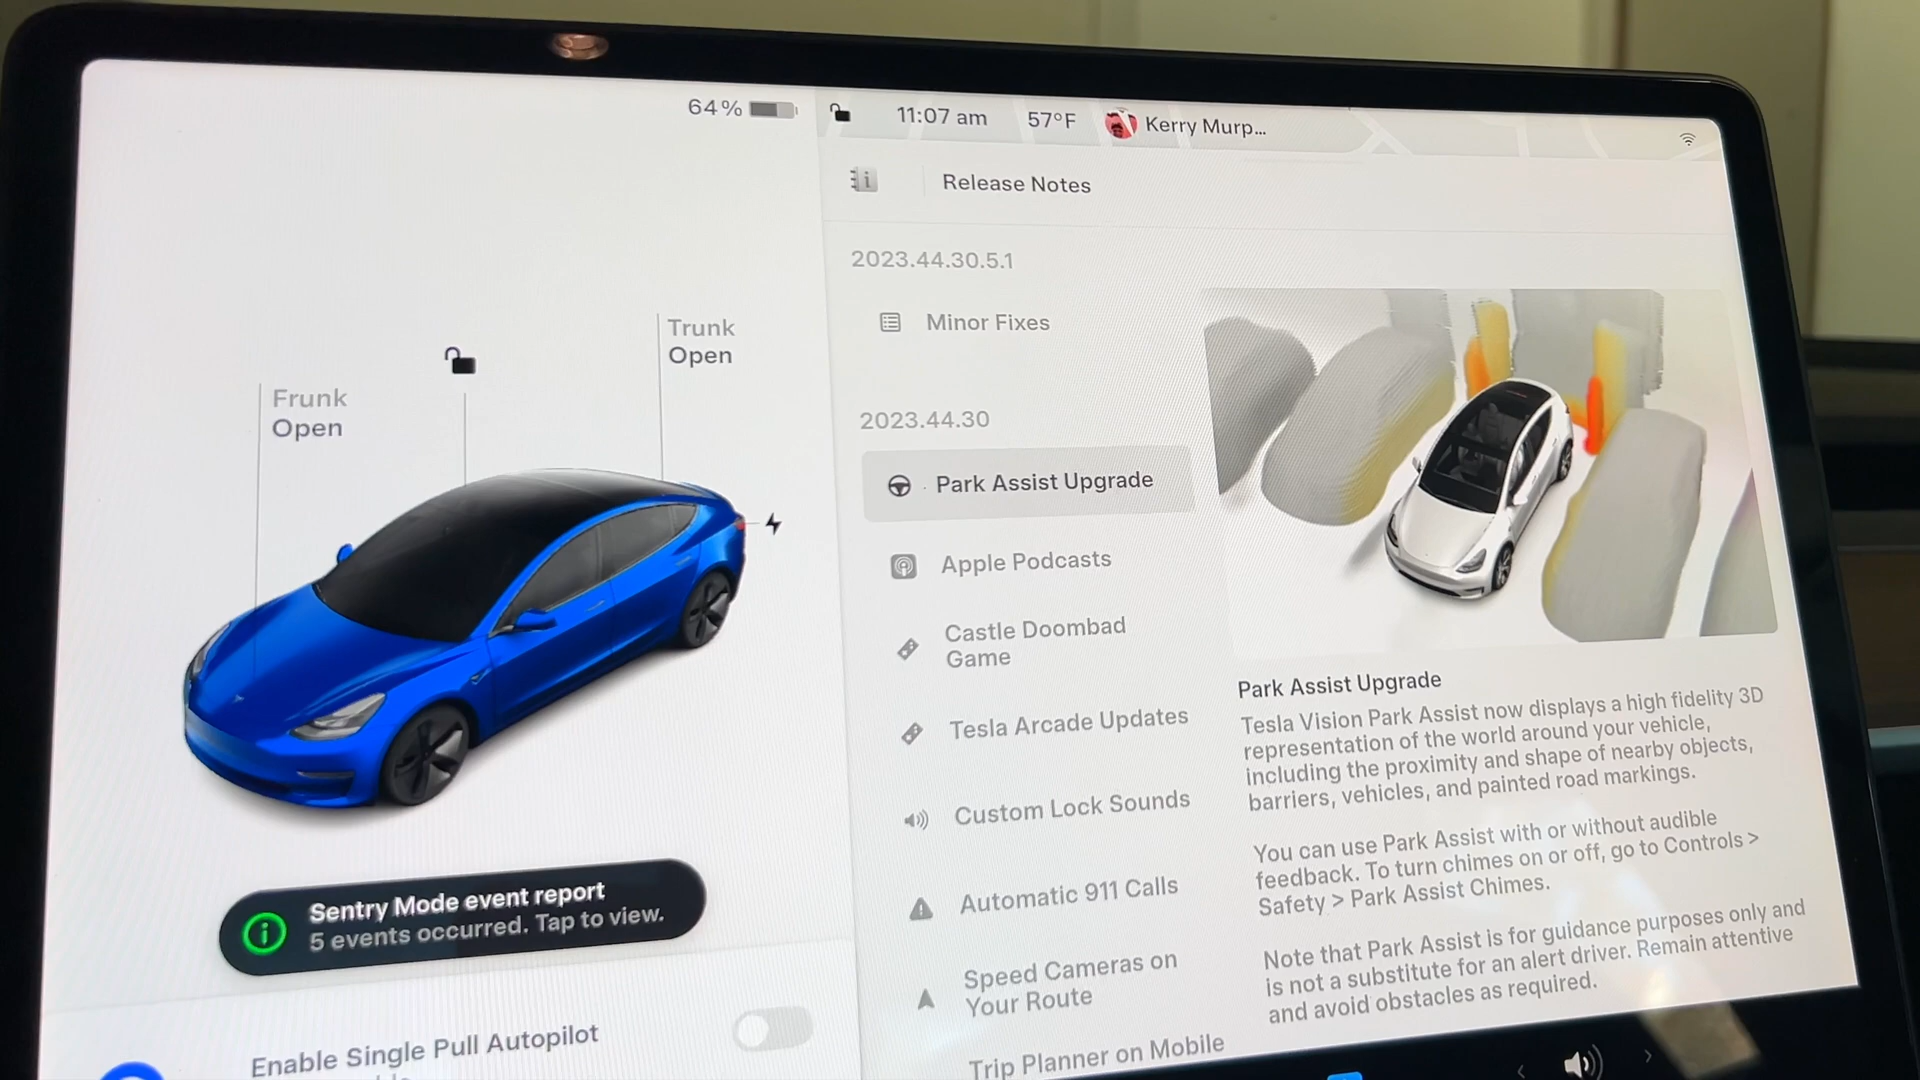 64%
11:07 am
57°F
Kerry Murp...
Release Notes
Frunk
Open
Trunk
Open
Sentry Mode event report
5 events occurred. Tap to view.
Enable Single Pull Autopilot
2023.44.30.5.1
Minor Fixes
2023.44.30
Park Assist Upgrade
Apple Podcasts
Castle Doombad
Game
Tesla Arcade Updates
Custom Lock Sounds
Automatic 911 Calls
Speed Cameras on
Your Route
Trip Planner on Mobile
Park Assist Upgrade
Tesla Vision Park Assist now displays a high fidelity 3D
representation of the world around your vehicle,
including the proximity and shape of nearby objects,
barriers, vehicles, and painted road markings.
You can use Park Assist with or without audible
feedback. To turn chimes on or off, go to Controls >
Safety > Park Assist Chimes.
Note that Park Assist is for guidance purposes only and
is not a substitute for an alert driver. Remain attentive
and avoid obstacles as required.